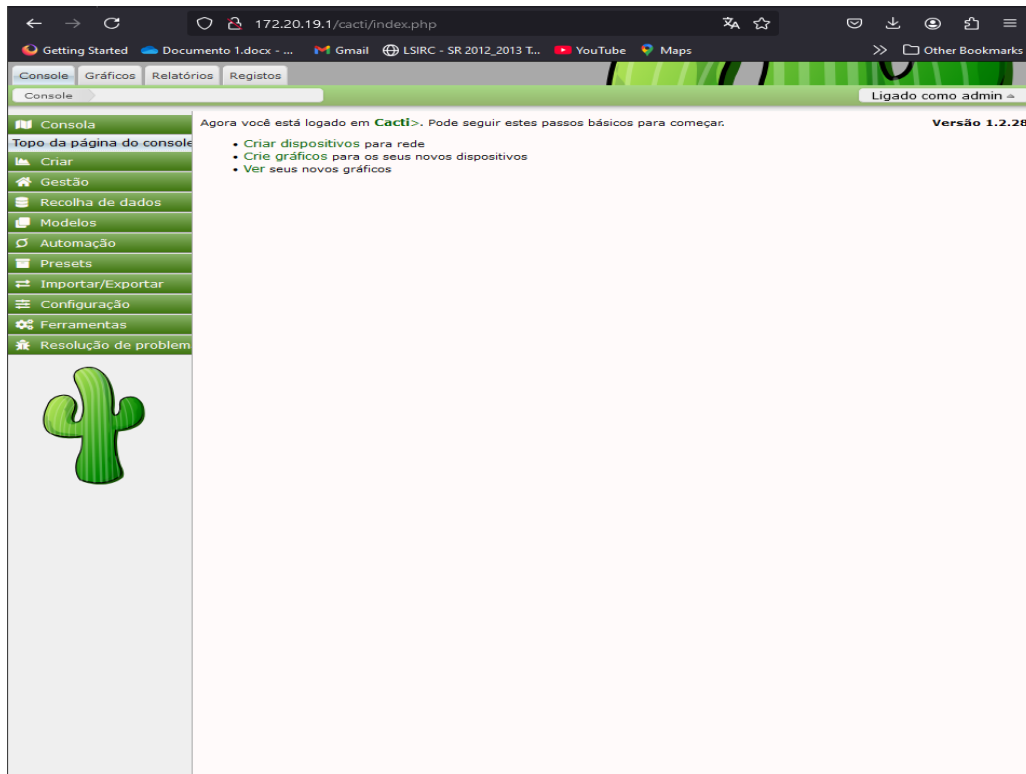 172.20.19.1/cacti/index.php
Getting Started Documento 1.docx - ... Gmail LSIRC - SR 2012_2013 T... YouTube Maps Other Bookmarks
Console Gráficos Relatórios Registos
Console Ligado como admin
Consola
Topo da página do console
Criar
Gestão
Recolha de dados
Modelos
Automação
Presets
Importar/Exportar
Configuração
Ferramentas
Resolução de problem
Agora você está logado em Cacti>. Pode seguir estes passos básicos para começar. Versão 1.2.28
• Criar dispositivos para rede
• Crie gráficos para os seus novos dispositivos
• Ver seus novos gráficos